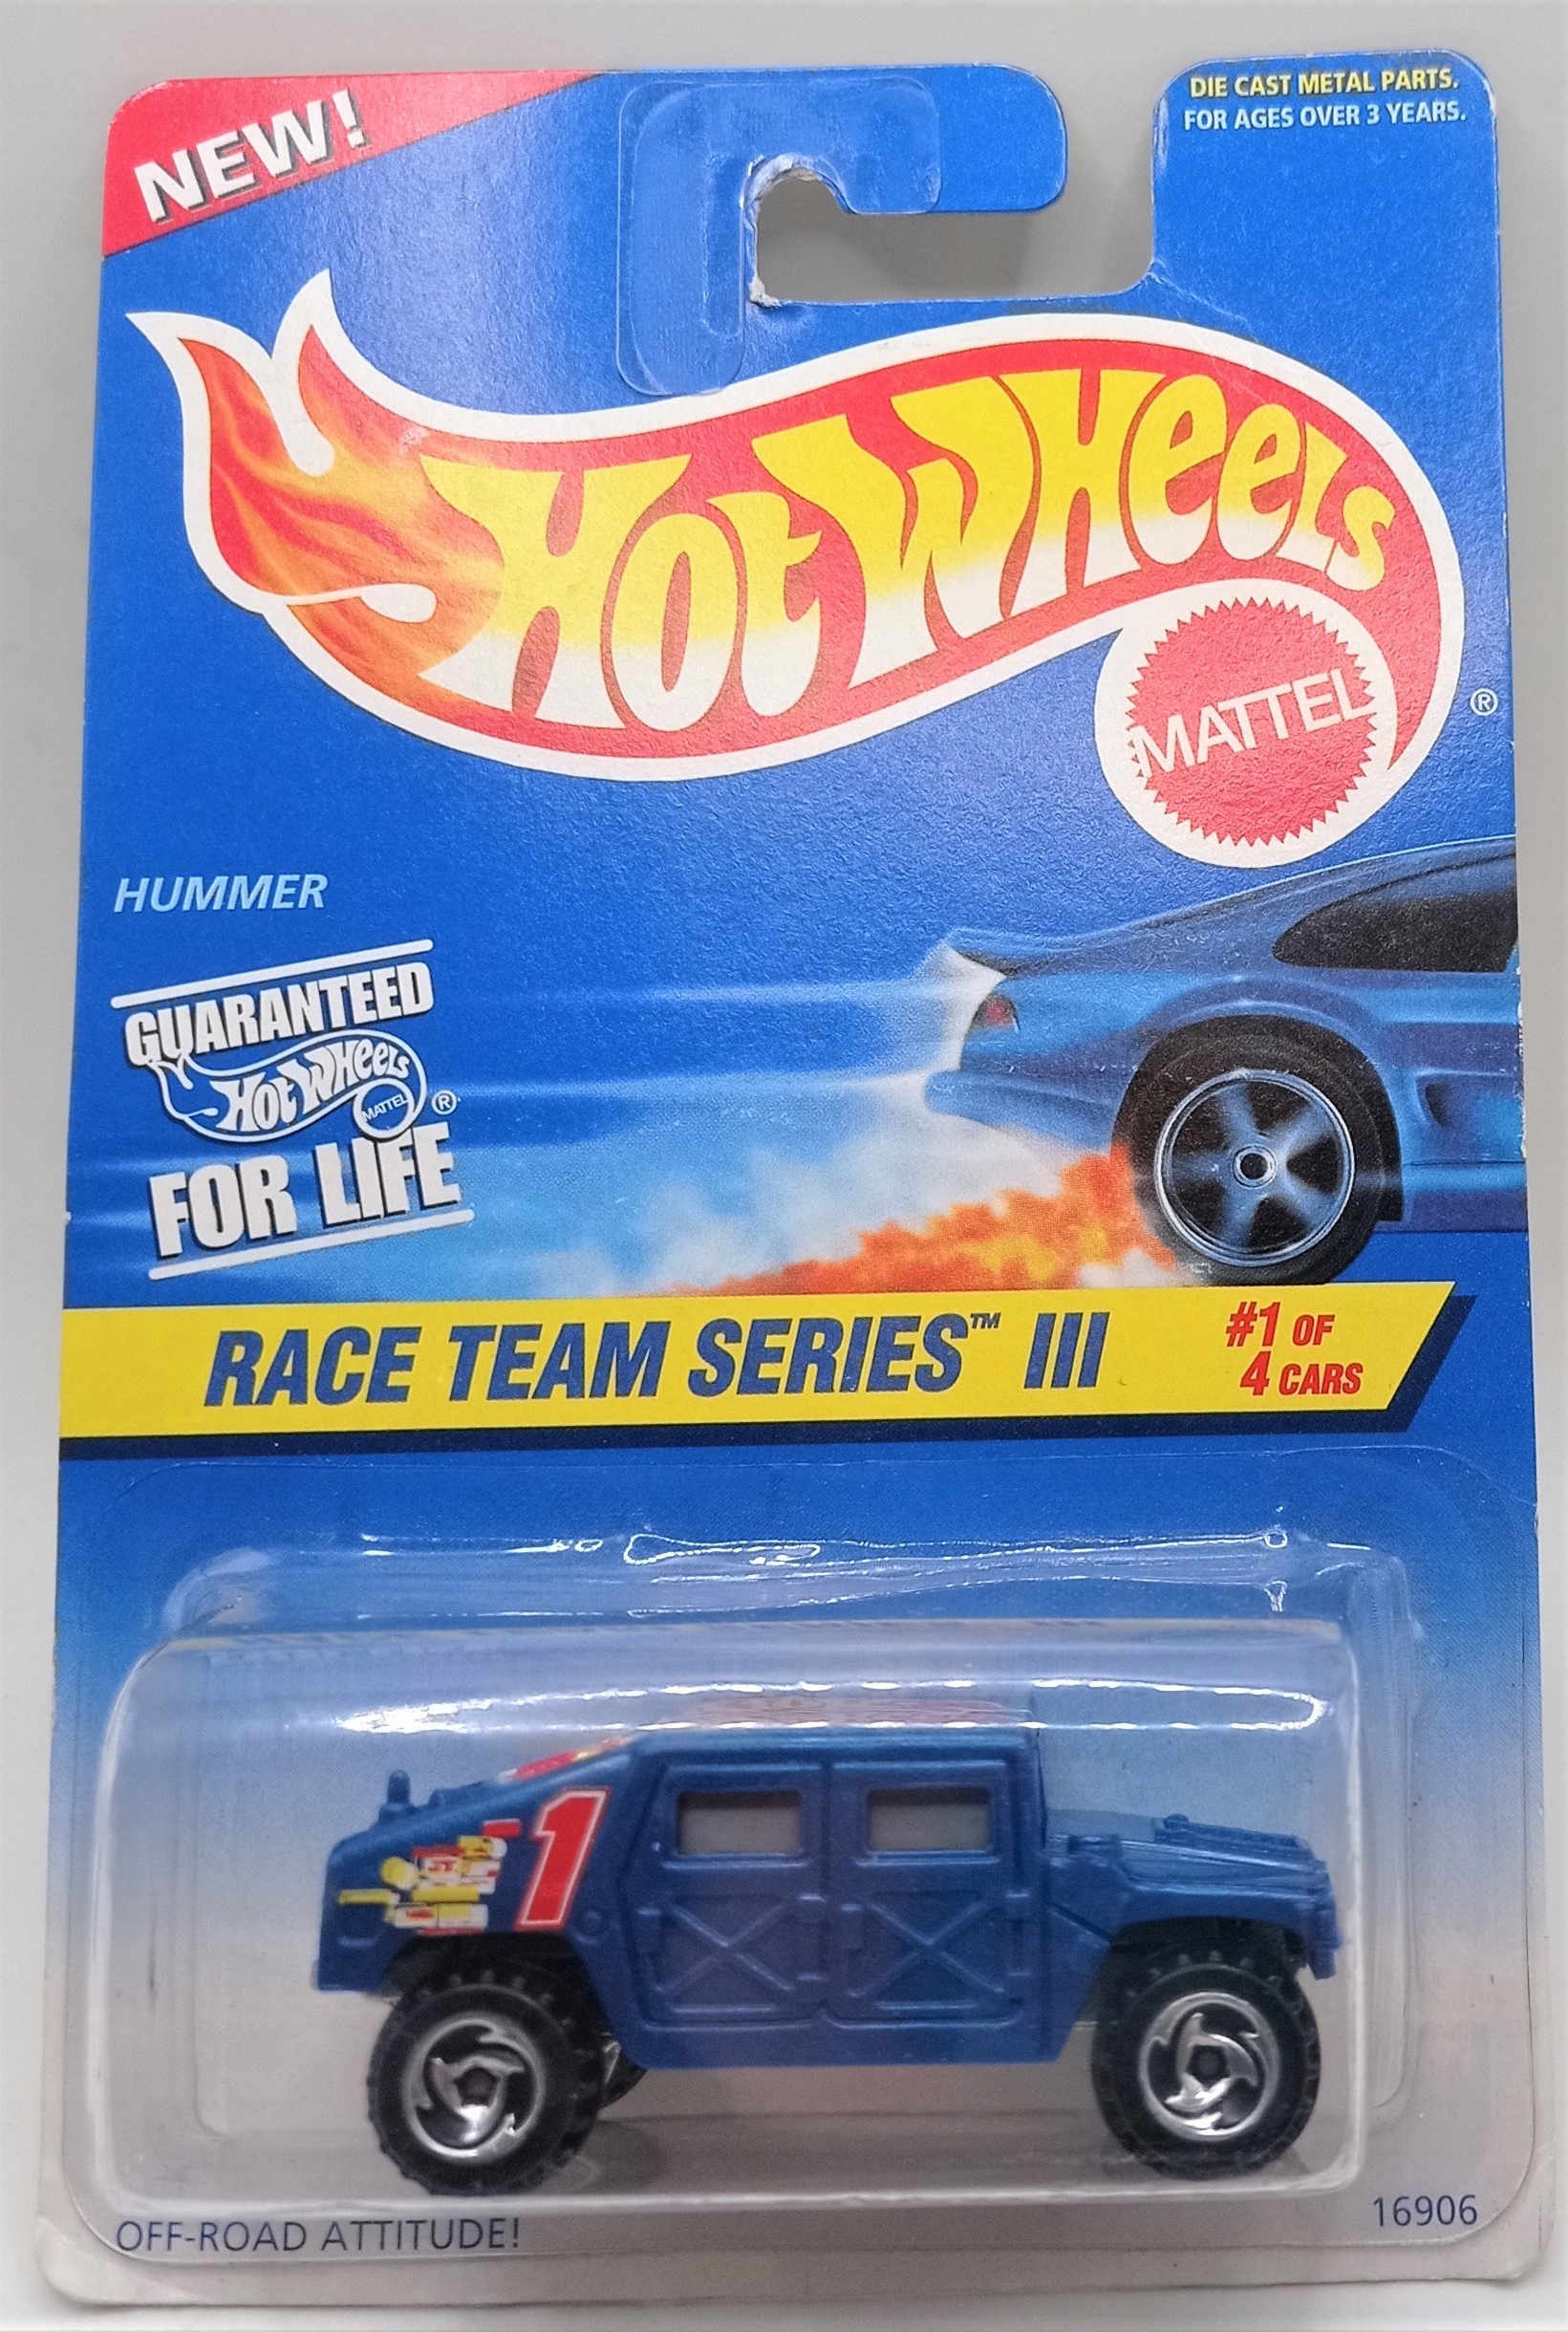 NEW!
DIE CAST METAL PARTS.
FOR AGES OVER 3 YEARS.
HOT WHEELS
MATTEL
®
HUMMER
GUARANTEED
HOT WHEELS
MATTEL
®
FOR LIFE
RACE TEAM SERIES™ III
#1 OF
4 CARS
1
OFF-ROAD ATTITUDE!
16906